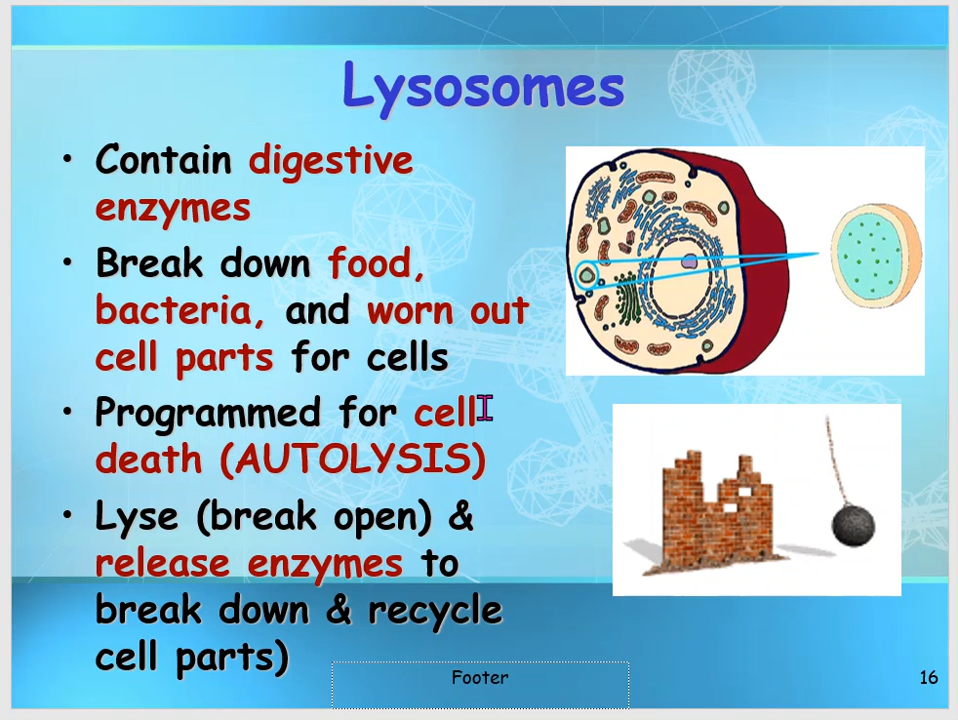 Lysosomes
• Contain digestive
enzymes
• Break down food,
bacteria, and worn out
cell parts for cells
• Programmed for cell
death (AUTOLYSIS)
• Lyse (break open) &
release enzymes to
break down & recycle
cell parts)
Footer
16